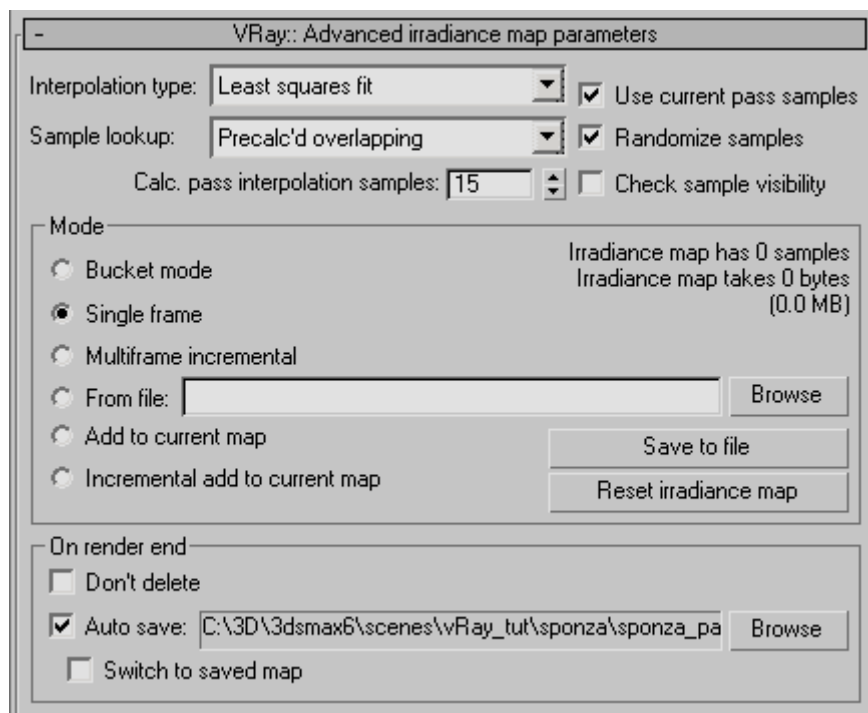 - VRay:: Advanced irradiance map parameters
Interpolation type: Least squares fit Use current pass samples
Sample lookup: Precalc'd overlapping Randomize samples
Calc. pass interpolation samples: 15 Check sample visibility
Mode
Irradiance map has 0 samples
Bucket mode
Irradiance map takes 0 bytes
(0.0 MB)
Single frame
Multiframe incremental
From file: Browse
Add to current map
Save to file
Incremental add to current map
Reset irradiance map
On render end
Don't delete
Auto save: C:\3D\3dsmax6\scenes\vRay_tut\sponza\sponza_pa Browse
Switch to saved map